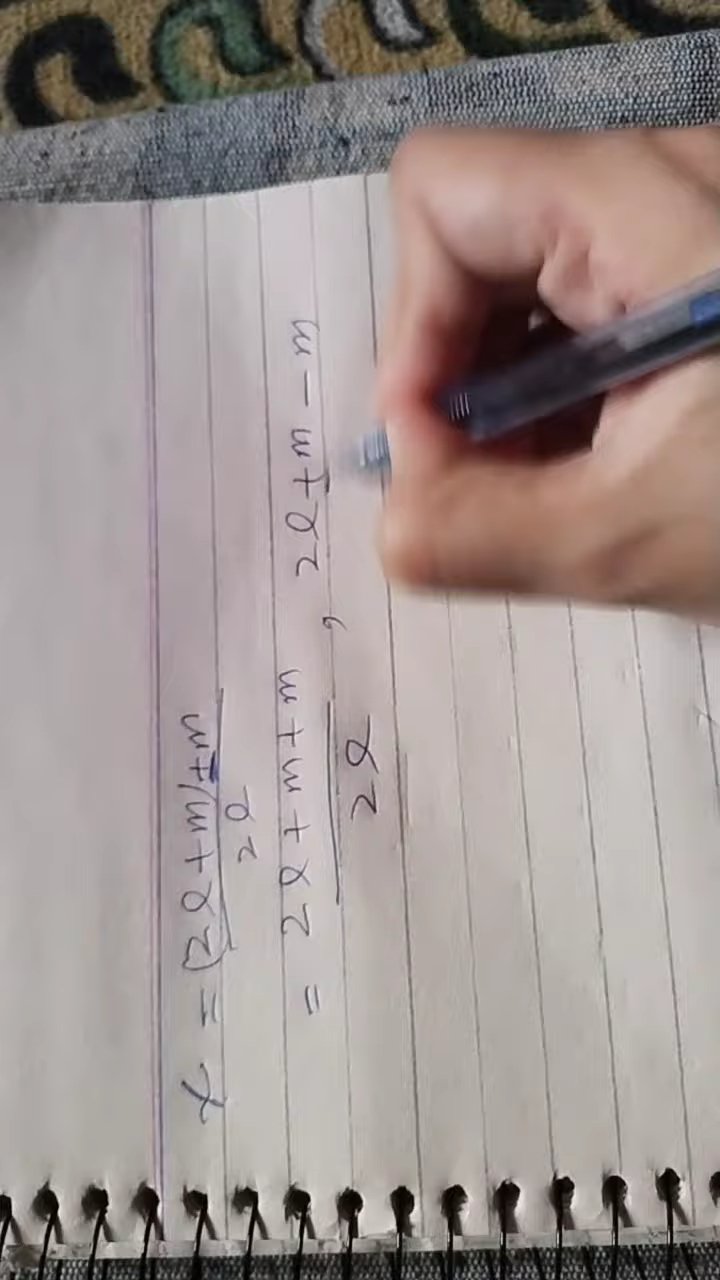 x = (2l + m) ± m
2l
= 2l + m + m , 2l + m - m
2l